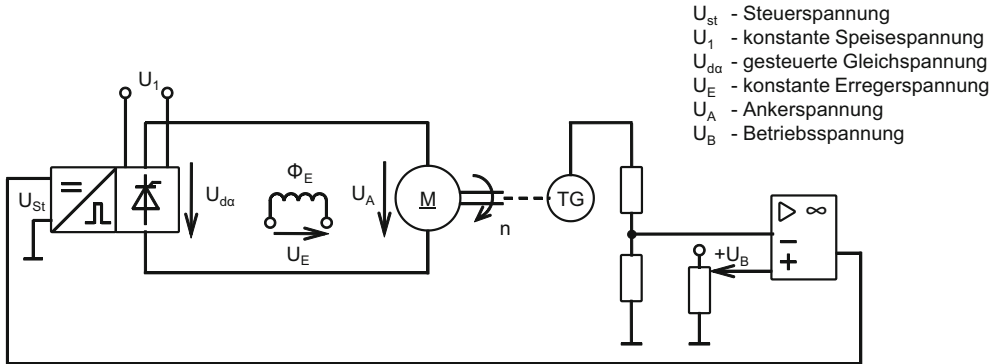 U_st - Steuerspannung
U_1 - konstante Speisespannung
U_dα - gesteuerte Gleichspannung
U_E - konstante Erregerspannung
U_A - Ankerspannung
U_B - Betriebsspannung
U_1
U_St
U_dα
Φ_E
U_E
U_A
M
n
TG
+U_B
▷ ∞
−
+